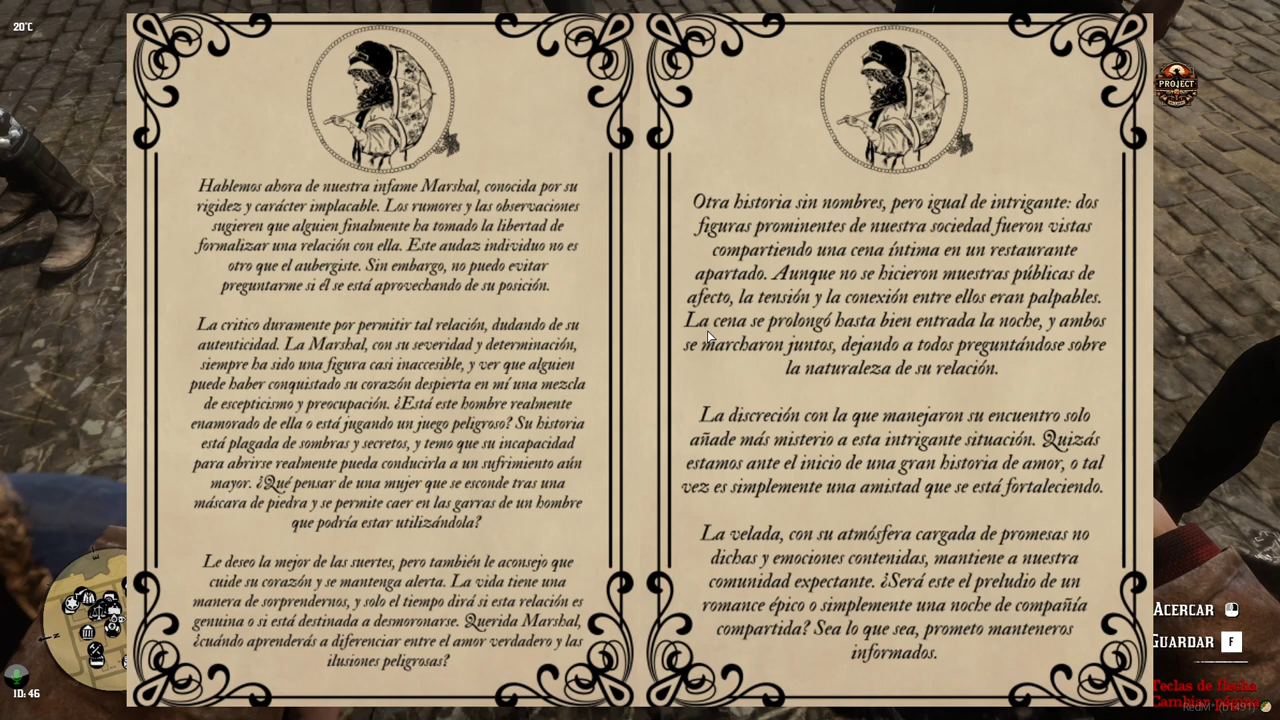 20°C
Hablemos ahora de nuestra infame Marshal, conocida por su
rigidez y carácter implacable. Los rumores y las observaciones
sugieren que alguien finalmente ha tomado la libertad de
formalizar una relación con ella. Este audaz individuo no es
otro que el aubergiste. Sin embargo, no puedo evitar
preguntarme si él se está aprovechando de su posición.
La critico duramente por permitir tal relación, dudando de su
autenticidad. La Marshal, con su severidad y determinación,
siempre ha sido una figura casi inaccesible, y ver que alguien
puede haber conquistado su corazón despierta en mí una mezcla
de escepticismo y preocupación. ¿Está este hombre realmente
enamorado de ella o está jugando un juego peligroso? Su historia
está plagada de sombras y secretos, y temo que su incapacidad
para abrirse realmente pueda conducirla a un sufrimiento aún
mayor. ¿Qué pensar de una mujer que se esconde tras una
máscara de piedra y se permite caer en las garras de un hombre
que podría estar utilizándola?
Le deseo la mejor de las suertes, pero también le aconsejo que
cuide su corazón y se mantenga alerta. La vida tiene una
manera de sorprendernos, y solo el tiempo dirá si esta relación es
genuina o si está destinada a desmoronarse. Querida Marshal,
¿cuándo aprenderás a diferenciar entre el amor verdadero y las
ilusiones peligrosas?
Otra historia sin nombres, pero igual de intrigante: dos
figuras prominentes de nuestra sociedad fueron vistas
compartiendo una cena íntima en un restaurante
apartado. Aunque no se hicieron muestras públicas de
afecto, la tensión y la conexión entre ellos eran palpables.
La cena se prolongó hasta bien entrada la noche, y ambos
se marcharon juntos, dejando a todos preguntándose sobre
la naturaleza de su relación.
La discreción con la que manejaron su encuentro solo
añade más misterio a esta intrigante situación. Quizás
estamos ante el inicio de una gran historia de amor, o tal
vez es simplemente una amistad que se está fortaleciendo.
La velada, con su atmósfera cargada de promesas no
dichas y emociones contenidas, mantiene a nuestra
comunidad expectante. ¿Será este el preludio de un
romance épico o simplemente una noche de compañía
compartida? Sea lo que sea, prometo manteneros
informados.
PROJECT
ACERCAR
GUARDAR F
Teclas de flecha
Cambiar página
RedM (b1491)
ID: 46